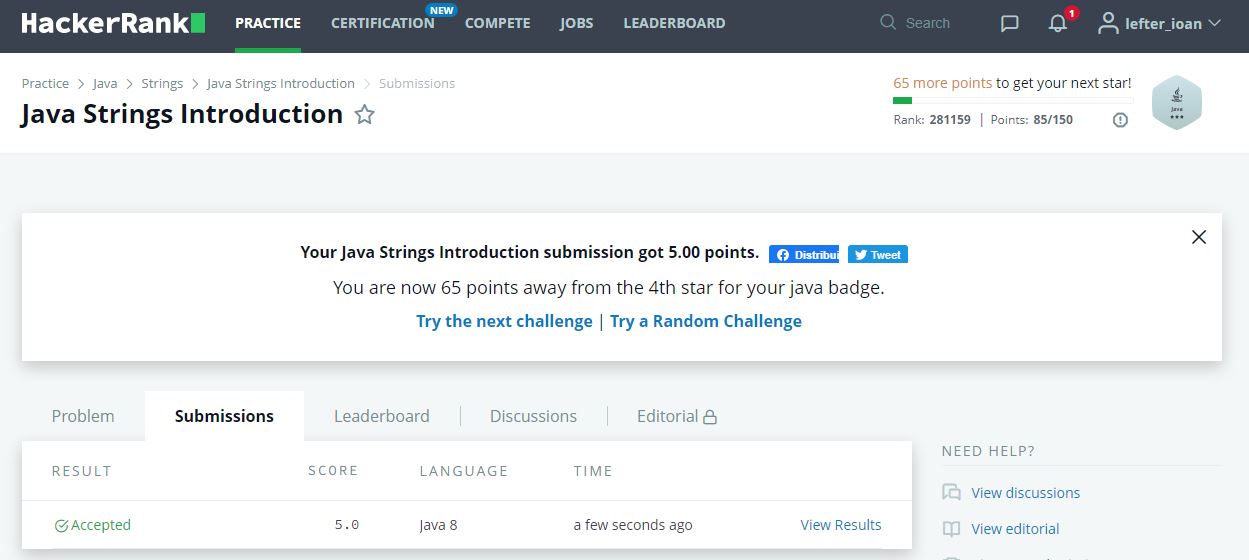 HackerRank PRACTICE CERTIFICATION NEW COMPETE JOBS LEADERBOARD Search 1 lefter_ioan
Practice > Java > Strings > Java Strings Introduction > Submissions
Java Strings Introduction
65 more points to get your next star!
Rank: 281159 | Points: 85/150
Java
Your Java Strings Introduction submission got 5.00 points. Distribui Tweet
You are now 65 points away from the 4th star for your java badge.
Try the next challenge | Try a Random Challenge
Problem Submissions Leaderboard Discussions Editorial
RESULT SCORE LANGUAGE TIME
Accepted 5.0 Java 8 a few seconds ago View Results
NEED HELP?
View discussions
View editorial